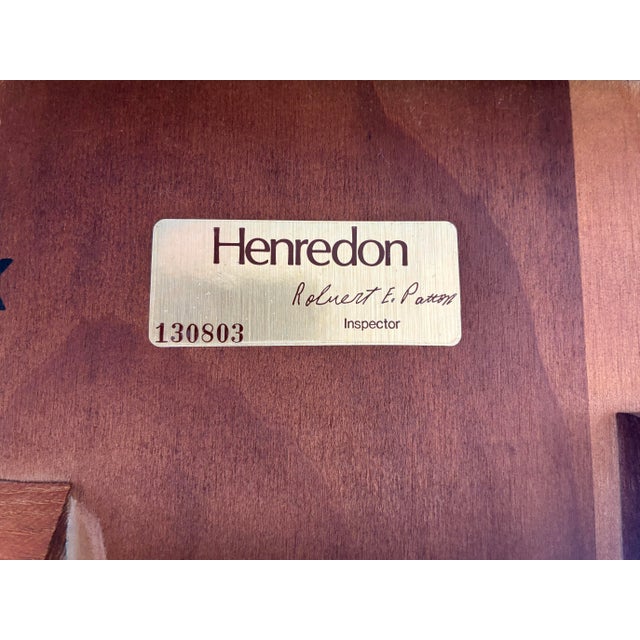 Henredon
Robert E. Patton
Inspector
130803